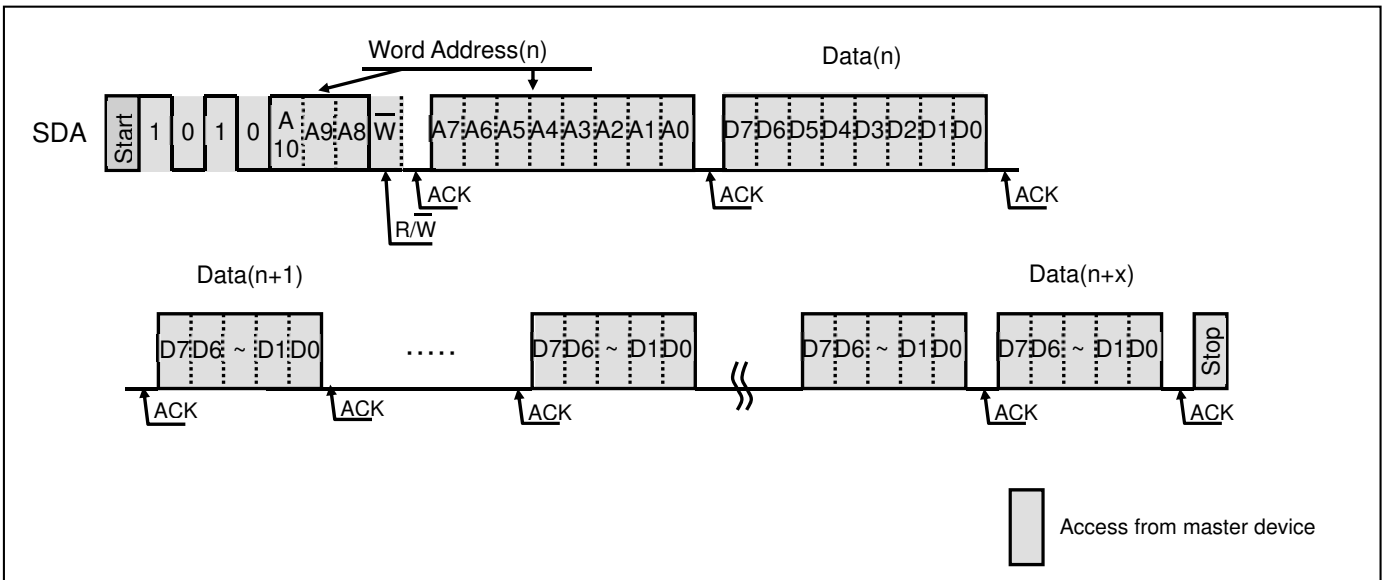 Word Address(n)
Data(n)
SDA
Start 1 0 1 0 A10 A9 A8 W̅ A7 A6 A5 A4 A3 A2 A1 A0 D7 D6 D5 D4 D3 D2 D1 D0
ACK ACK ACK
R/W̅
Data(n+1)
Data(n+x)
D7 D6 ~ D1 D0 ..... D7 D6 ~ D1 D0 D7 D6 ~ D1 D0 D7 D6 ~ D1 D0 Stop
ACK ACK ACK ACK ACK
Access from master device